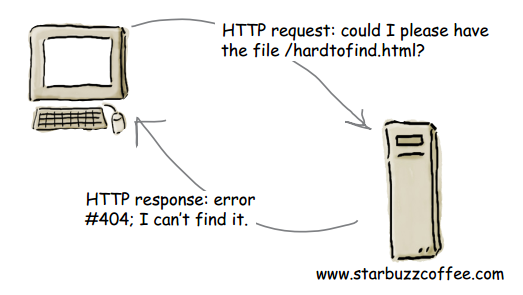 HTTP request: could I please have
the file /hardtofind.html?
HTTP response: error
#404; I can't find it.
www.starbuzzcoffee.com